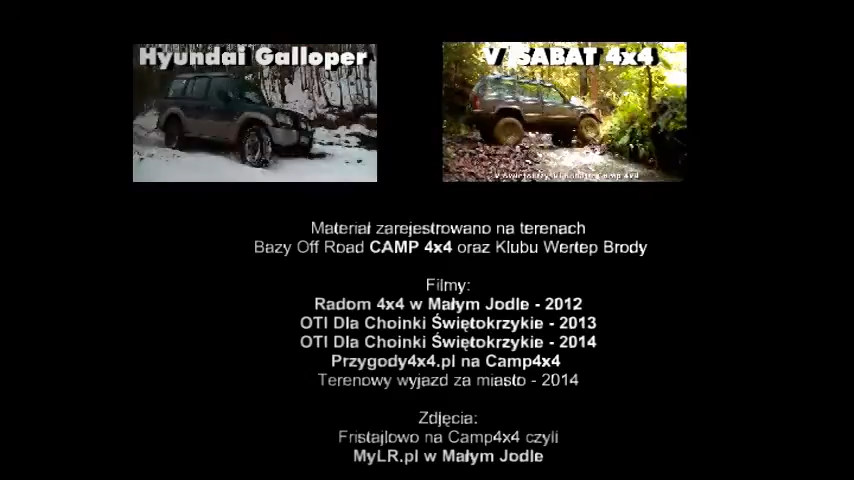 Hyundai Galloper
V SABAT 4x4
Materiał zarejestrowano na terenach
Bazy Off Road CAMP 4x4 oraz Klubu Wertep Brody
Filmy:
Radom 4x4 w Małym Jodle - 2012
OTI Dla Choinki Świętokrzykie - 2013
OTI Dla Choinki Świętokrzykie - 2014
Przygody4x4.pl na Camp4x4
Terenowy wyjazd za miasto - 2014
Zdjęcia:
Fristajlowo na Camp4x4 czyli
MyLR.pl w Małym Jodle